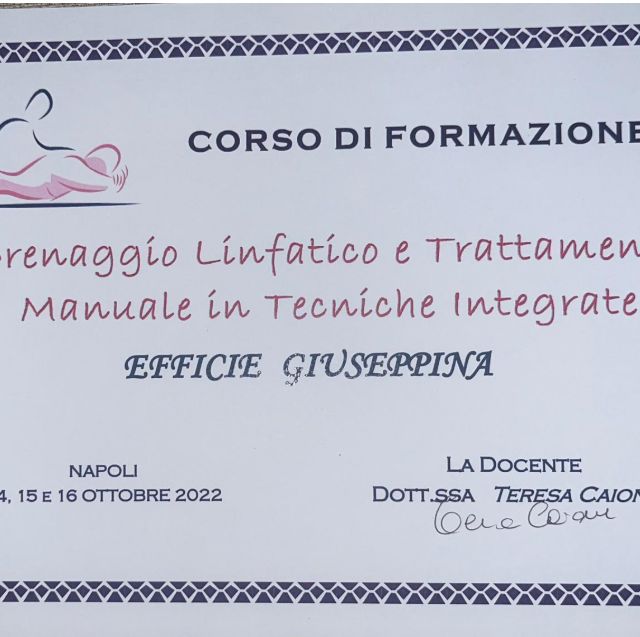 CORSO DI FORMAZIONE
Drenaggio Linfatico e Trattamen
Manuale in Tecniche Integrate
EFFICIE GIUSEPPINA
NAPOLI
4, 15 E 16 OTTOBRE 2022
LA DOCENTE
DOTT.SSA TERESA CAION